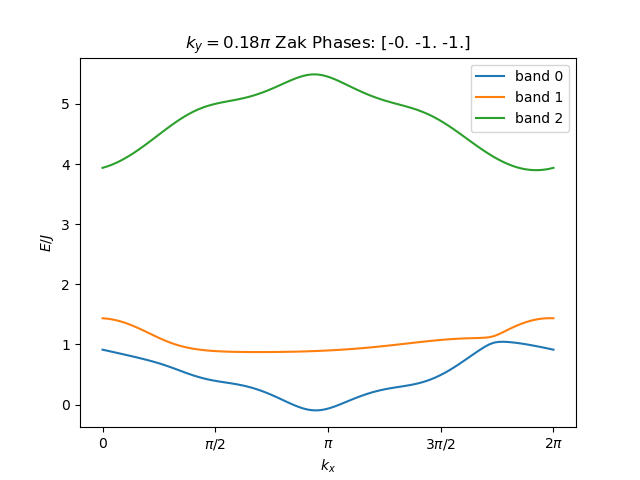 $k_y = 0.18\pi$ Zak Phases: [-0. -1. -1.]
band 0
band 1
band 2
E/J
5
4
3
2
1
0
0 π/2 π 3π/2 2π
$k_x$